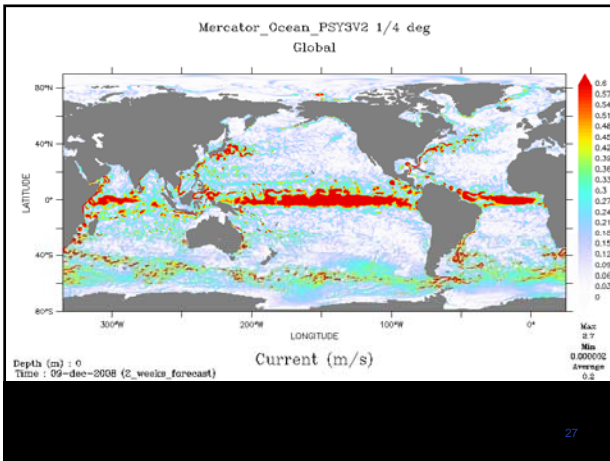 Mercator_Ocean_PSY3V2 1/4 deg
Global
80°N
40°N
0°
40°S
80°S
LATITUDE
300°W
200°W
100°W
0°
LONGITUDE
0.6
0.57
0.54
0.51
0.48
0.45
0.42
0.39
0.36
0.33
0.3
0.27
0.24
0.21
0.18
0.15
0.12
0.09
0.06
0.03
0
Max
2.7
Min
0.000002
Average
0.2
Current (m/s)
Depth (m) : 0
Time : 09-dec-2008 (2_weeks_forecast)
27